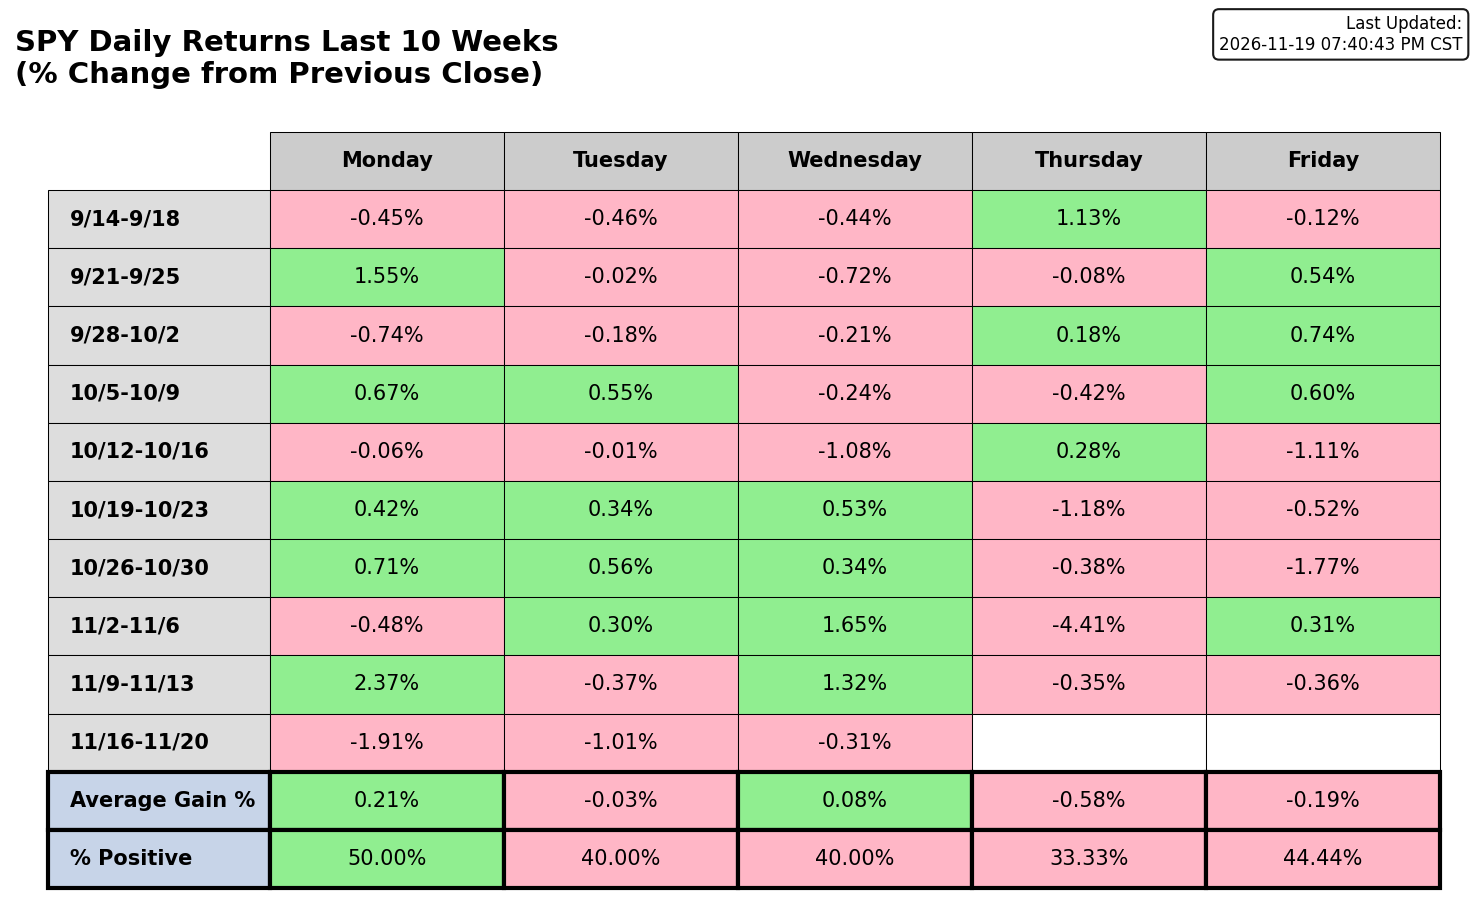 SPY Daily Returns Last 10 Weeks
(% Change from Previous Close)
Last Updated:
2026-11-19 07:40:43 PM CST
Monday Tuesday Wednesday Thursday Friday
9/14-9/18 -0.45% -0.46% -0.44% 1.13% -0.12%
9/21-9/25 1.55% -0.02% -0.72% -0.08% 0.54%
9/28-10/2 -0.74% -0.18% -0.21% 0.18% 0.74%
10/5-10/9 0.67% 0.55% -0.24% -0.42% 0.60%
10/12-10/16 -0.06% -0.01% -1.08% 0.28% -1.11%
10/19-10/23 0.42% 0.34% 0.53% -1.18% -0.52%
10/26-10/30 0.71% 0.56% 0.34% -0.38% -1.77%
11/2-11/6 -0.48% 0.30% 1.65% -4.41% 0.31%
11/9-11/13 2.37% -0.37% 1.32% -0.35% -0.36%
11/16-11/20 -1.91% -1.01% -0.31%
Average Gain % 0.21% -0.03% 0.08% -0.58% -0.19%
% Positive 50.00% 40.00% 40.00% 33.33% 44.44%